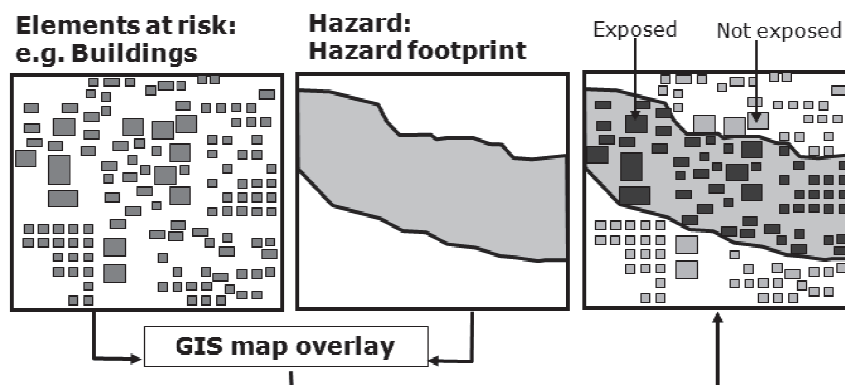 Elements at risk:
e.g. Buildings
Hazard:
Hazard footprint
Exposed
Not exposed
GIS map overlay